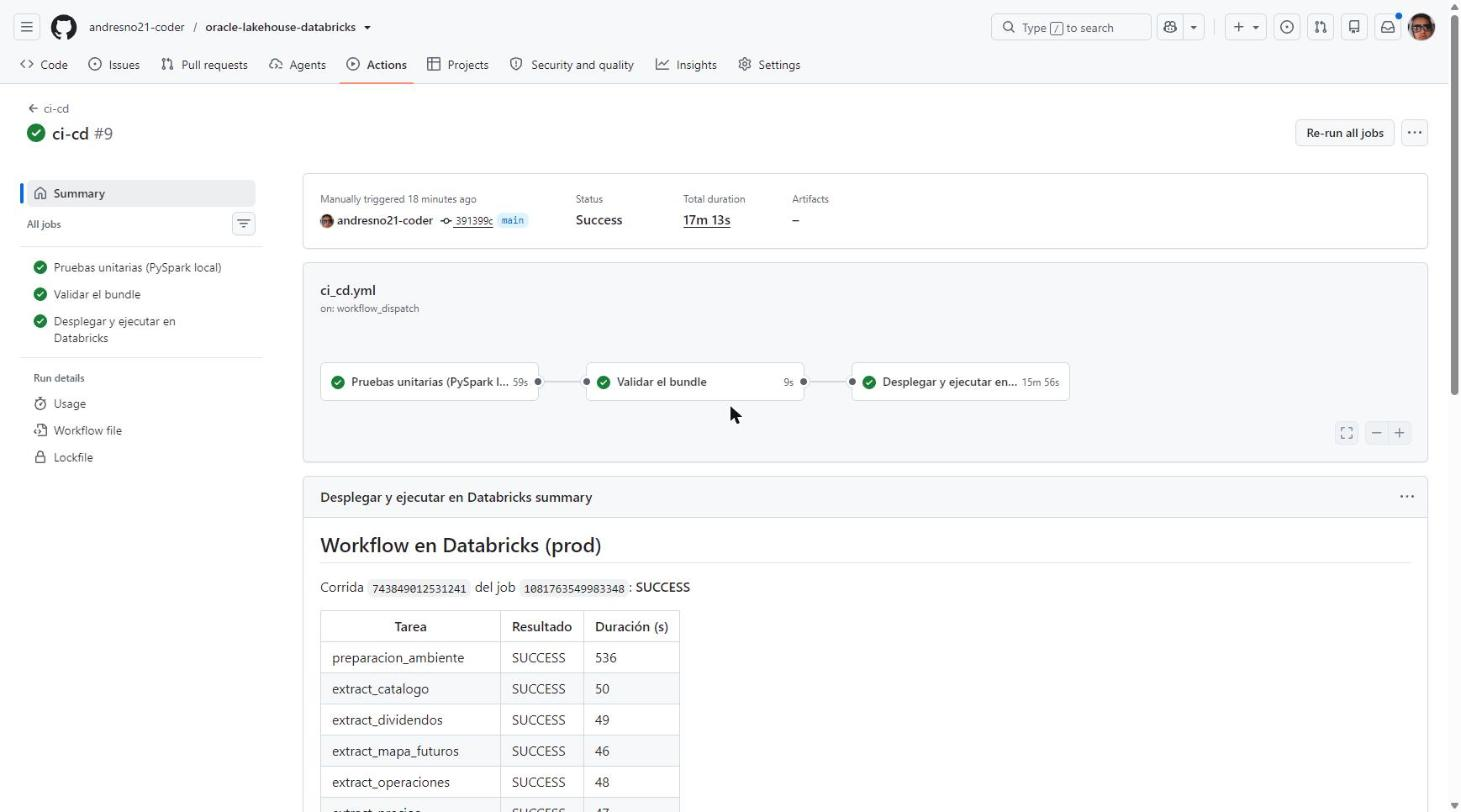 andresno21-coder / oracle-lakehouse-databricks
Type / to search
Code
Issues
Pull requests
Agents
Actions
Projects
Security and quality
Insights
Settings
ci-cd
ci-cd #9
Re-run all jobs
Summary
All jobs
Pruebas unitarias (PySpark local)
Validar el bundle
Desplegar y ejecutar en
Databricks
Run details
Usage
Workflow file
Lockfile
Manually triggered 18 minutes ago
andresno21-coder 391399c main
Status
Success
Total duration
17m 13s
Artifacts
–
ci_cd.yml
on: workflow_dispatch
Pruebas unitarias (PySpark l... 59s
Validar el bundle 9s
Desplegar y ejecutar en... 15m 56s
Desplegar y ejecutar en Databricks summary
Workflow en Databricks (prod)
Corrida 743849012531241 del job 1081763549983348: SUCCESS
Tarea Resultado Duración (s)
preparacion_ambiente SUCCESS 536
extract_catalogo SUCCESS 50
extract_dividendos SUCCESS 49
extract_mapa_futuros SUCCESS 46
extract_operaciones SUCCESS 48
extract_precios SUCCESS 47